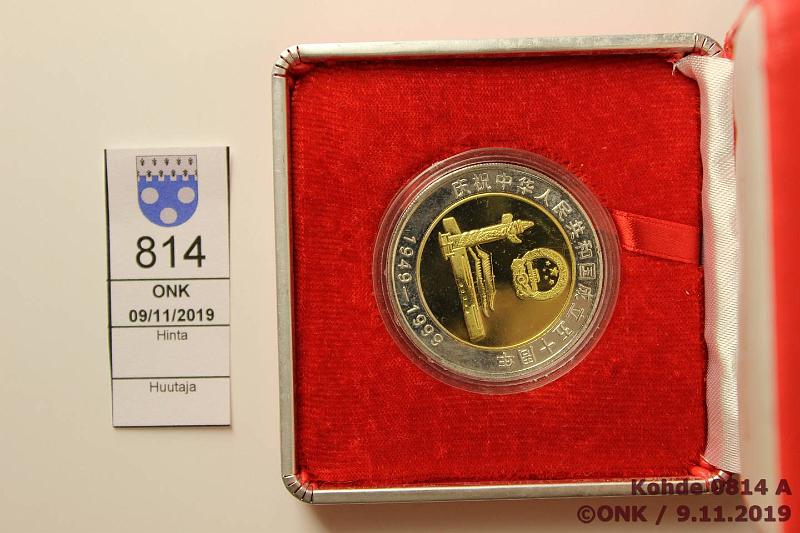 814
ONK
09/11/2019
Hinta
Huutaja
庆祝中华人民共和国成立五十周年
1949-1999
Kohde 0814 A
©ONK / 9.11.2019